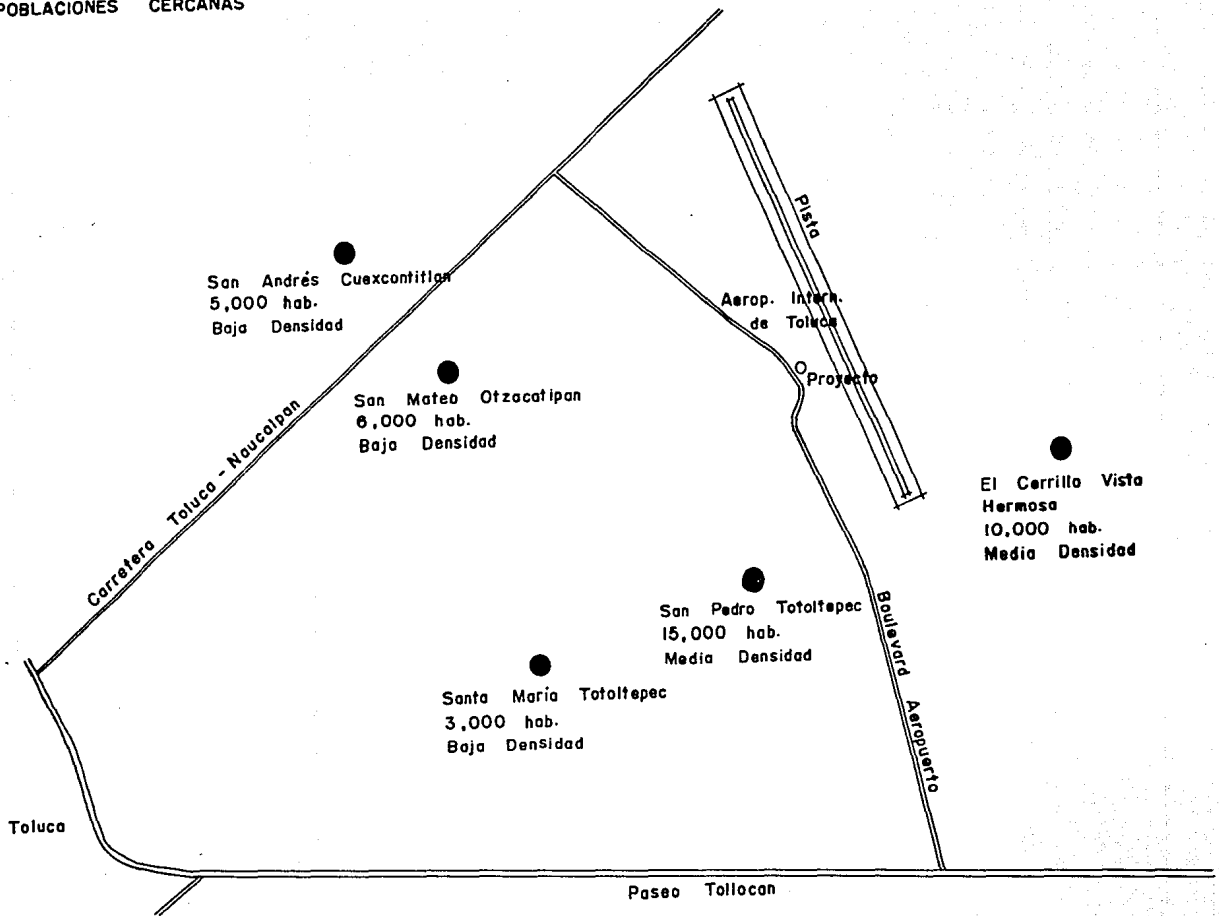 POBLACIONES CERCANAS
Pista
San Andrés Cuexcontitlan
5,000 hab.
Baja Densidad
Aerop. Intern.
de Toluca
Proyecto
San Mateo Otzacatipan
6,000 hab.
Baja Densidad
Carretera Toluca - Naucalpan
El Cerrillo Vista
Hermosa
10,000 hab.
Media Densidad
San Pedro Totoltepec
15,000 hab.
Media Densidad
Boulevard Aeropuerto
Santa María Totoltepec
3,000 hab.
Baja Densidad
Toluca
Paseo Tollocan